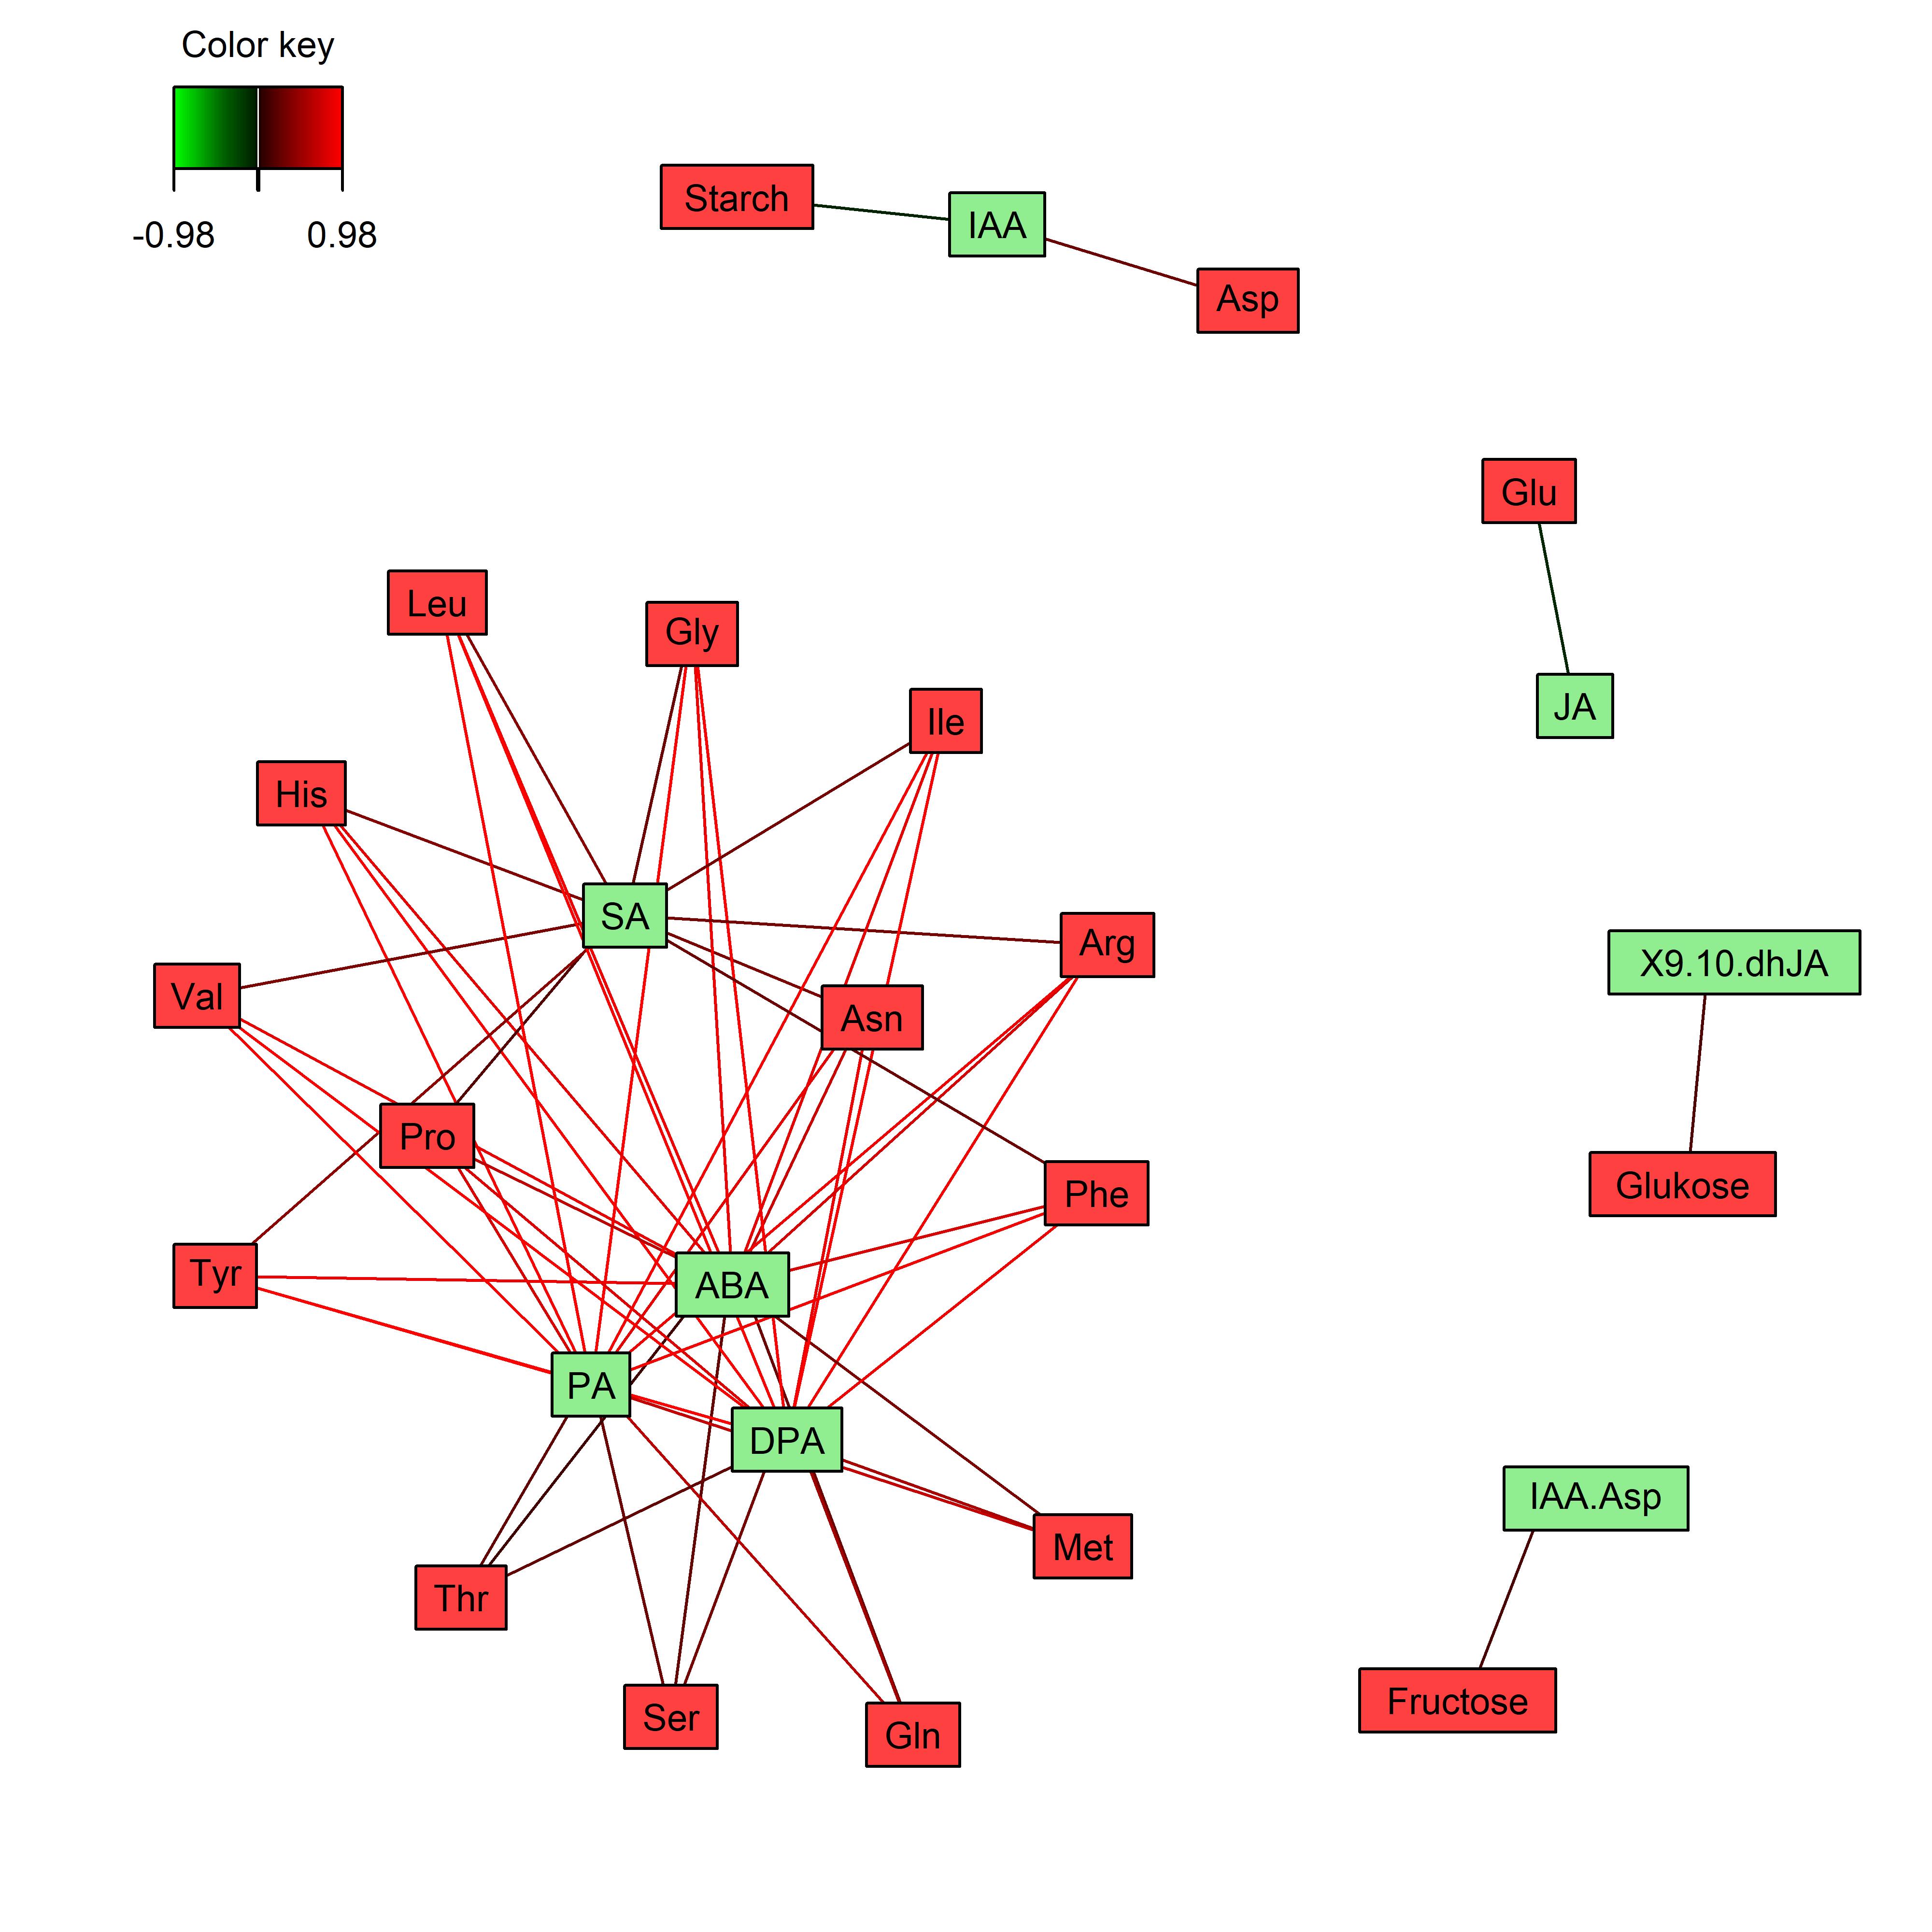 Color key
-0.98 0.98
Starch
IAA
Asp
Glu
Leu
Gly
JA
Ile
His
SA
Arg
X9.10.dhJA
Val
Asn
Pro
Phe
Glukose
Tyr
ABA
PA
DPA
IAA.Asp
Met
Thr
Fructose
Ser
Gln